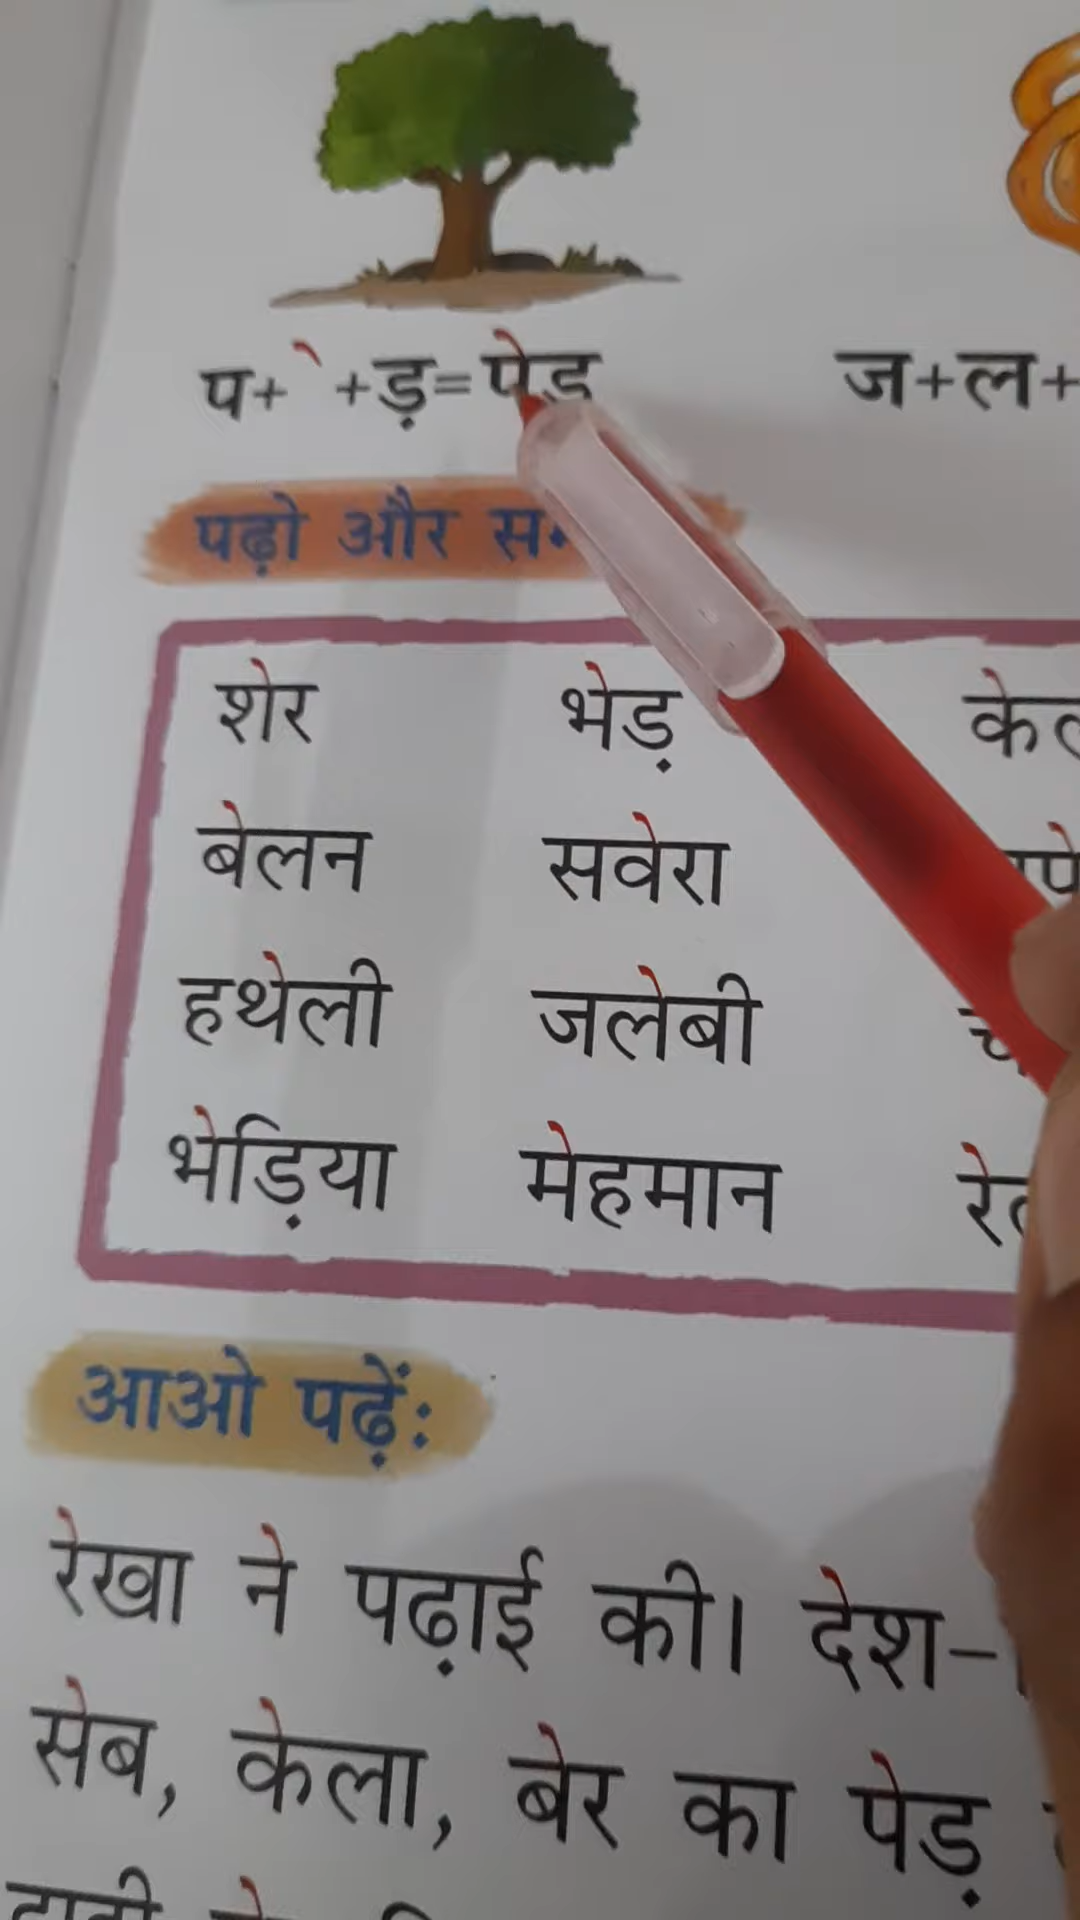 प+ े +ड़=पेड़ ज+ल+
पढ़ो और
शेर भेड़
बेलन सवेरा
हथेली जलेबी
भेड़िया मेहमान
आओ पढ़ें:
रेखा ने पढ़ाई की। देश-
सेब, केला, बेर का पेड़